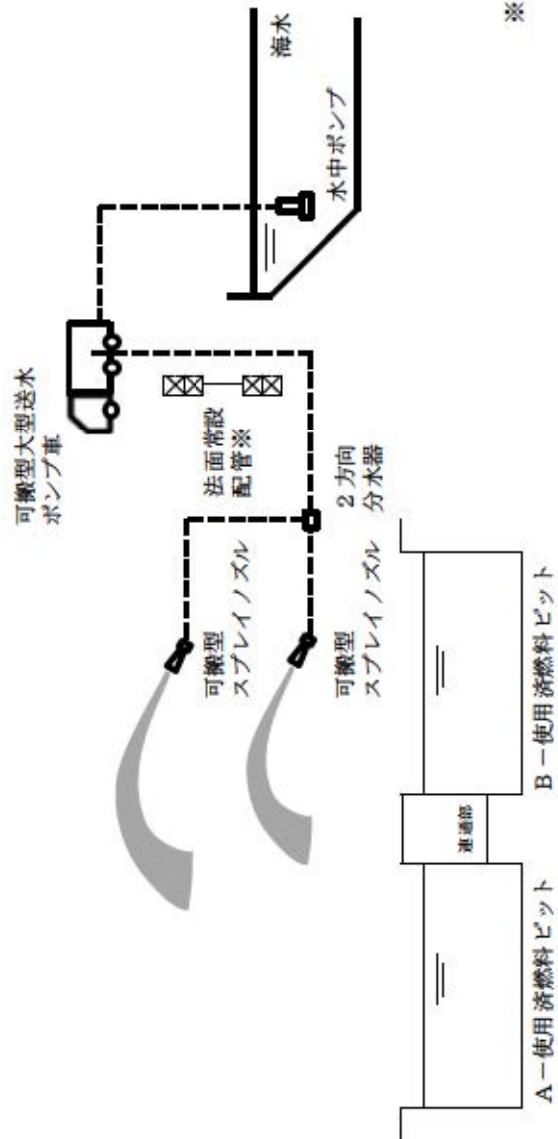 可搬型大型送水
ポンプ車
海水
水中ポンプ
法面常設
配管※
2方向
分水器
可搬型
スプレイノズル
可搬型
スプレイノズル
連通部
A－使用済燃料ピット
B－使用済燃料ピット
※